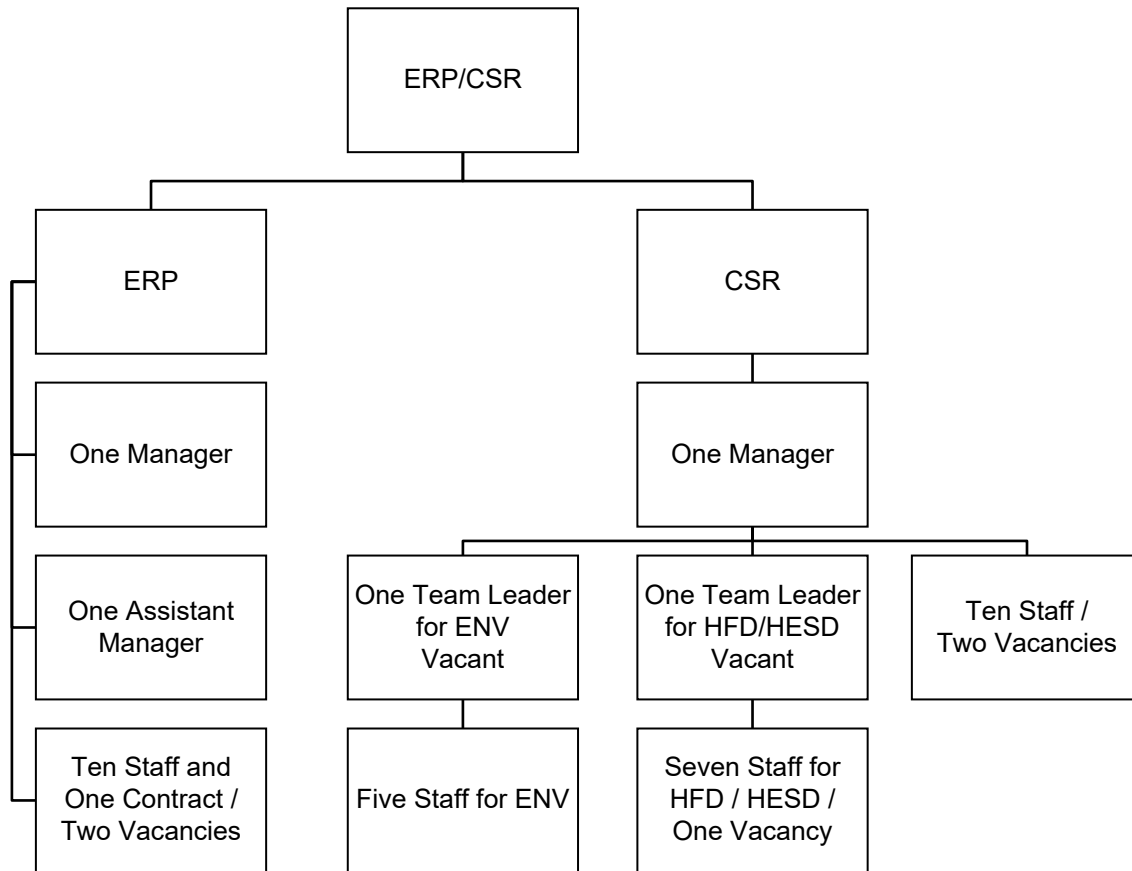 ERP/CSR
ERP
CSR
One Manager
One Manager
One Assistant
Manager
One Team Leader
for ENV
Vacant
One Team Leader
for HFD/HESD
Vacant
Ten Staff /
Two Vacancies
Ten Staff and
One Contract /
Two Vacancies
Five Staff for ENV
Seven Staff for
HFD / HESD /
One Vacancy